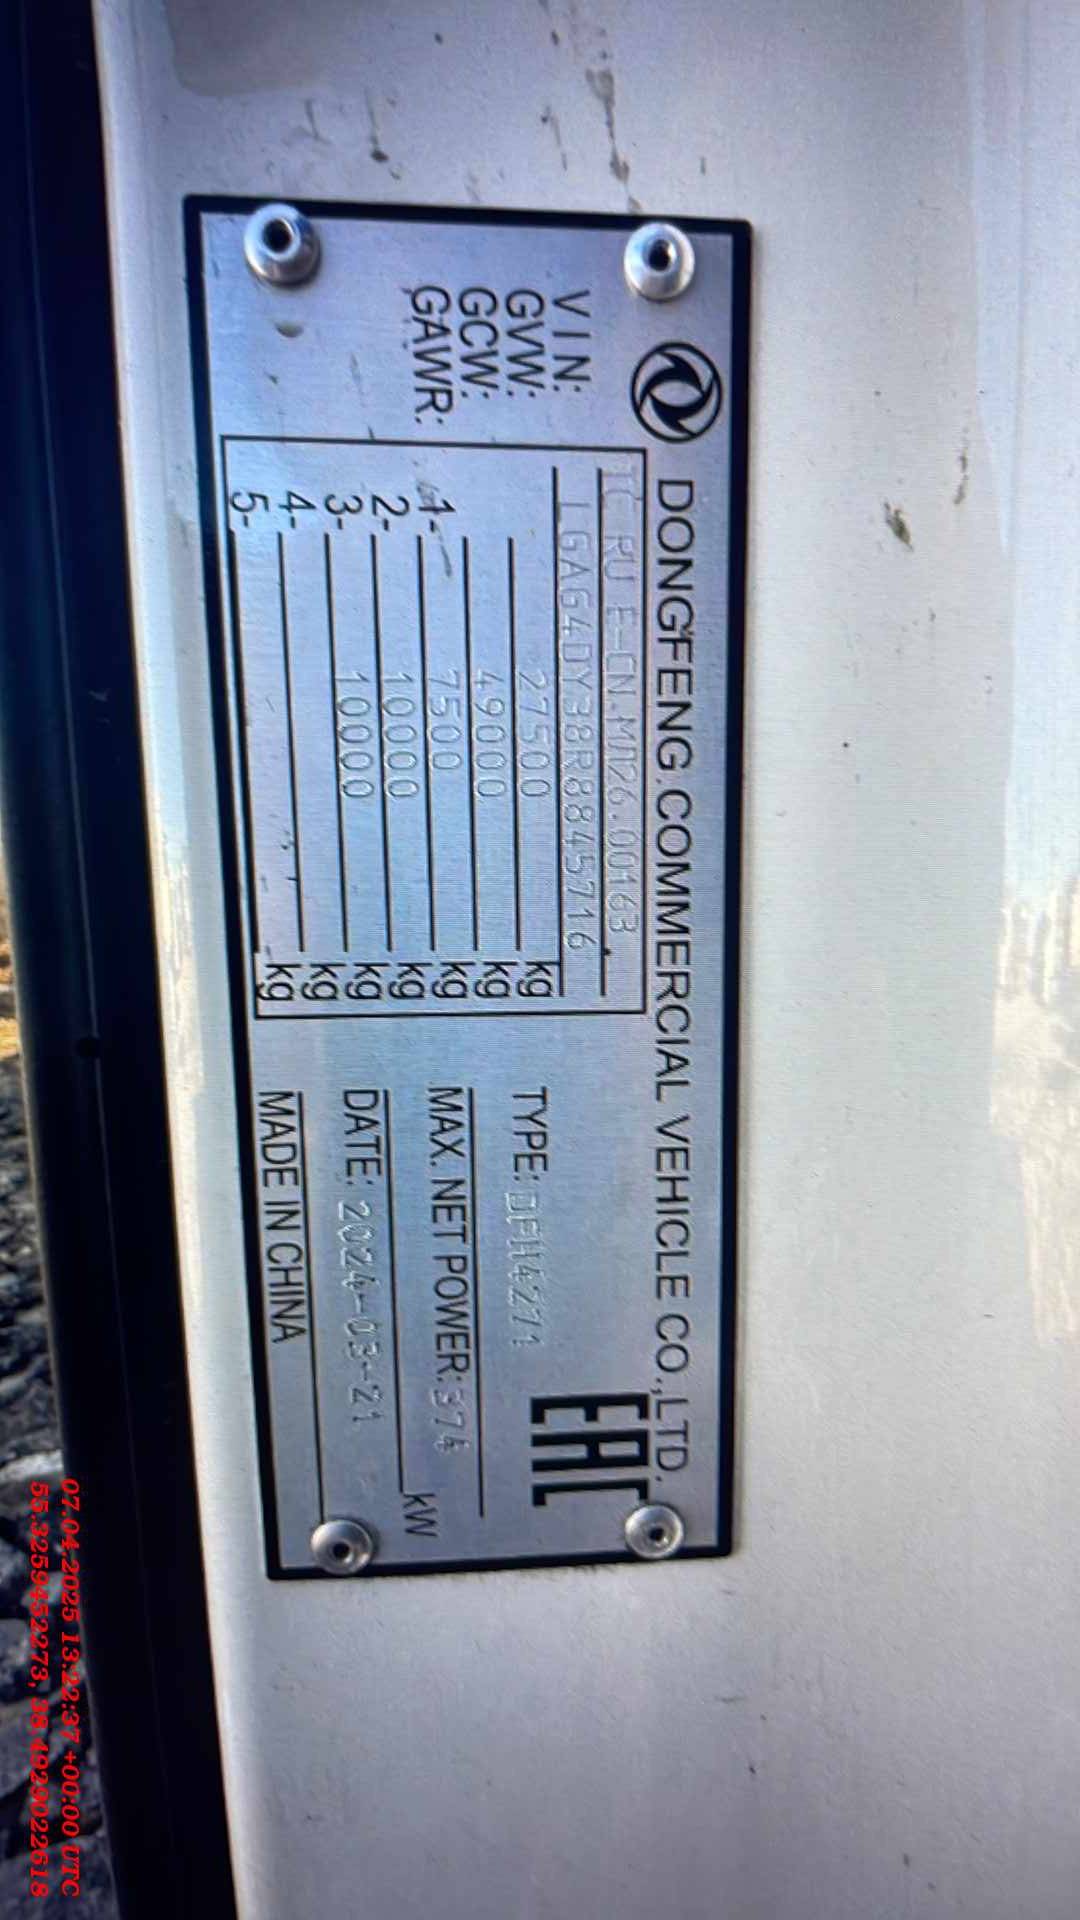 DONGFENG COMMERCIAL VEHICLE CO.,LTD.
TC RU E-CN.МП26.00163
VIN: LGAG4DY38R8845716
GVW: 27500 kg
GCW: 49000 kg
GAWR: 1- 7500 kg
2- 10000 kg
3- 10000 kg
4- kg
5- kg
TYPE: DFH4271
EAC
MAX. NET POWER: 374
kW
DATE: 2024-03-21
MADE IN CHINA
07.04.2025 13:22:37 +00:00 UTC
55.3259452273, 38.4929022618